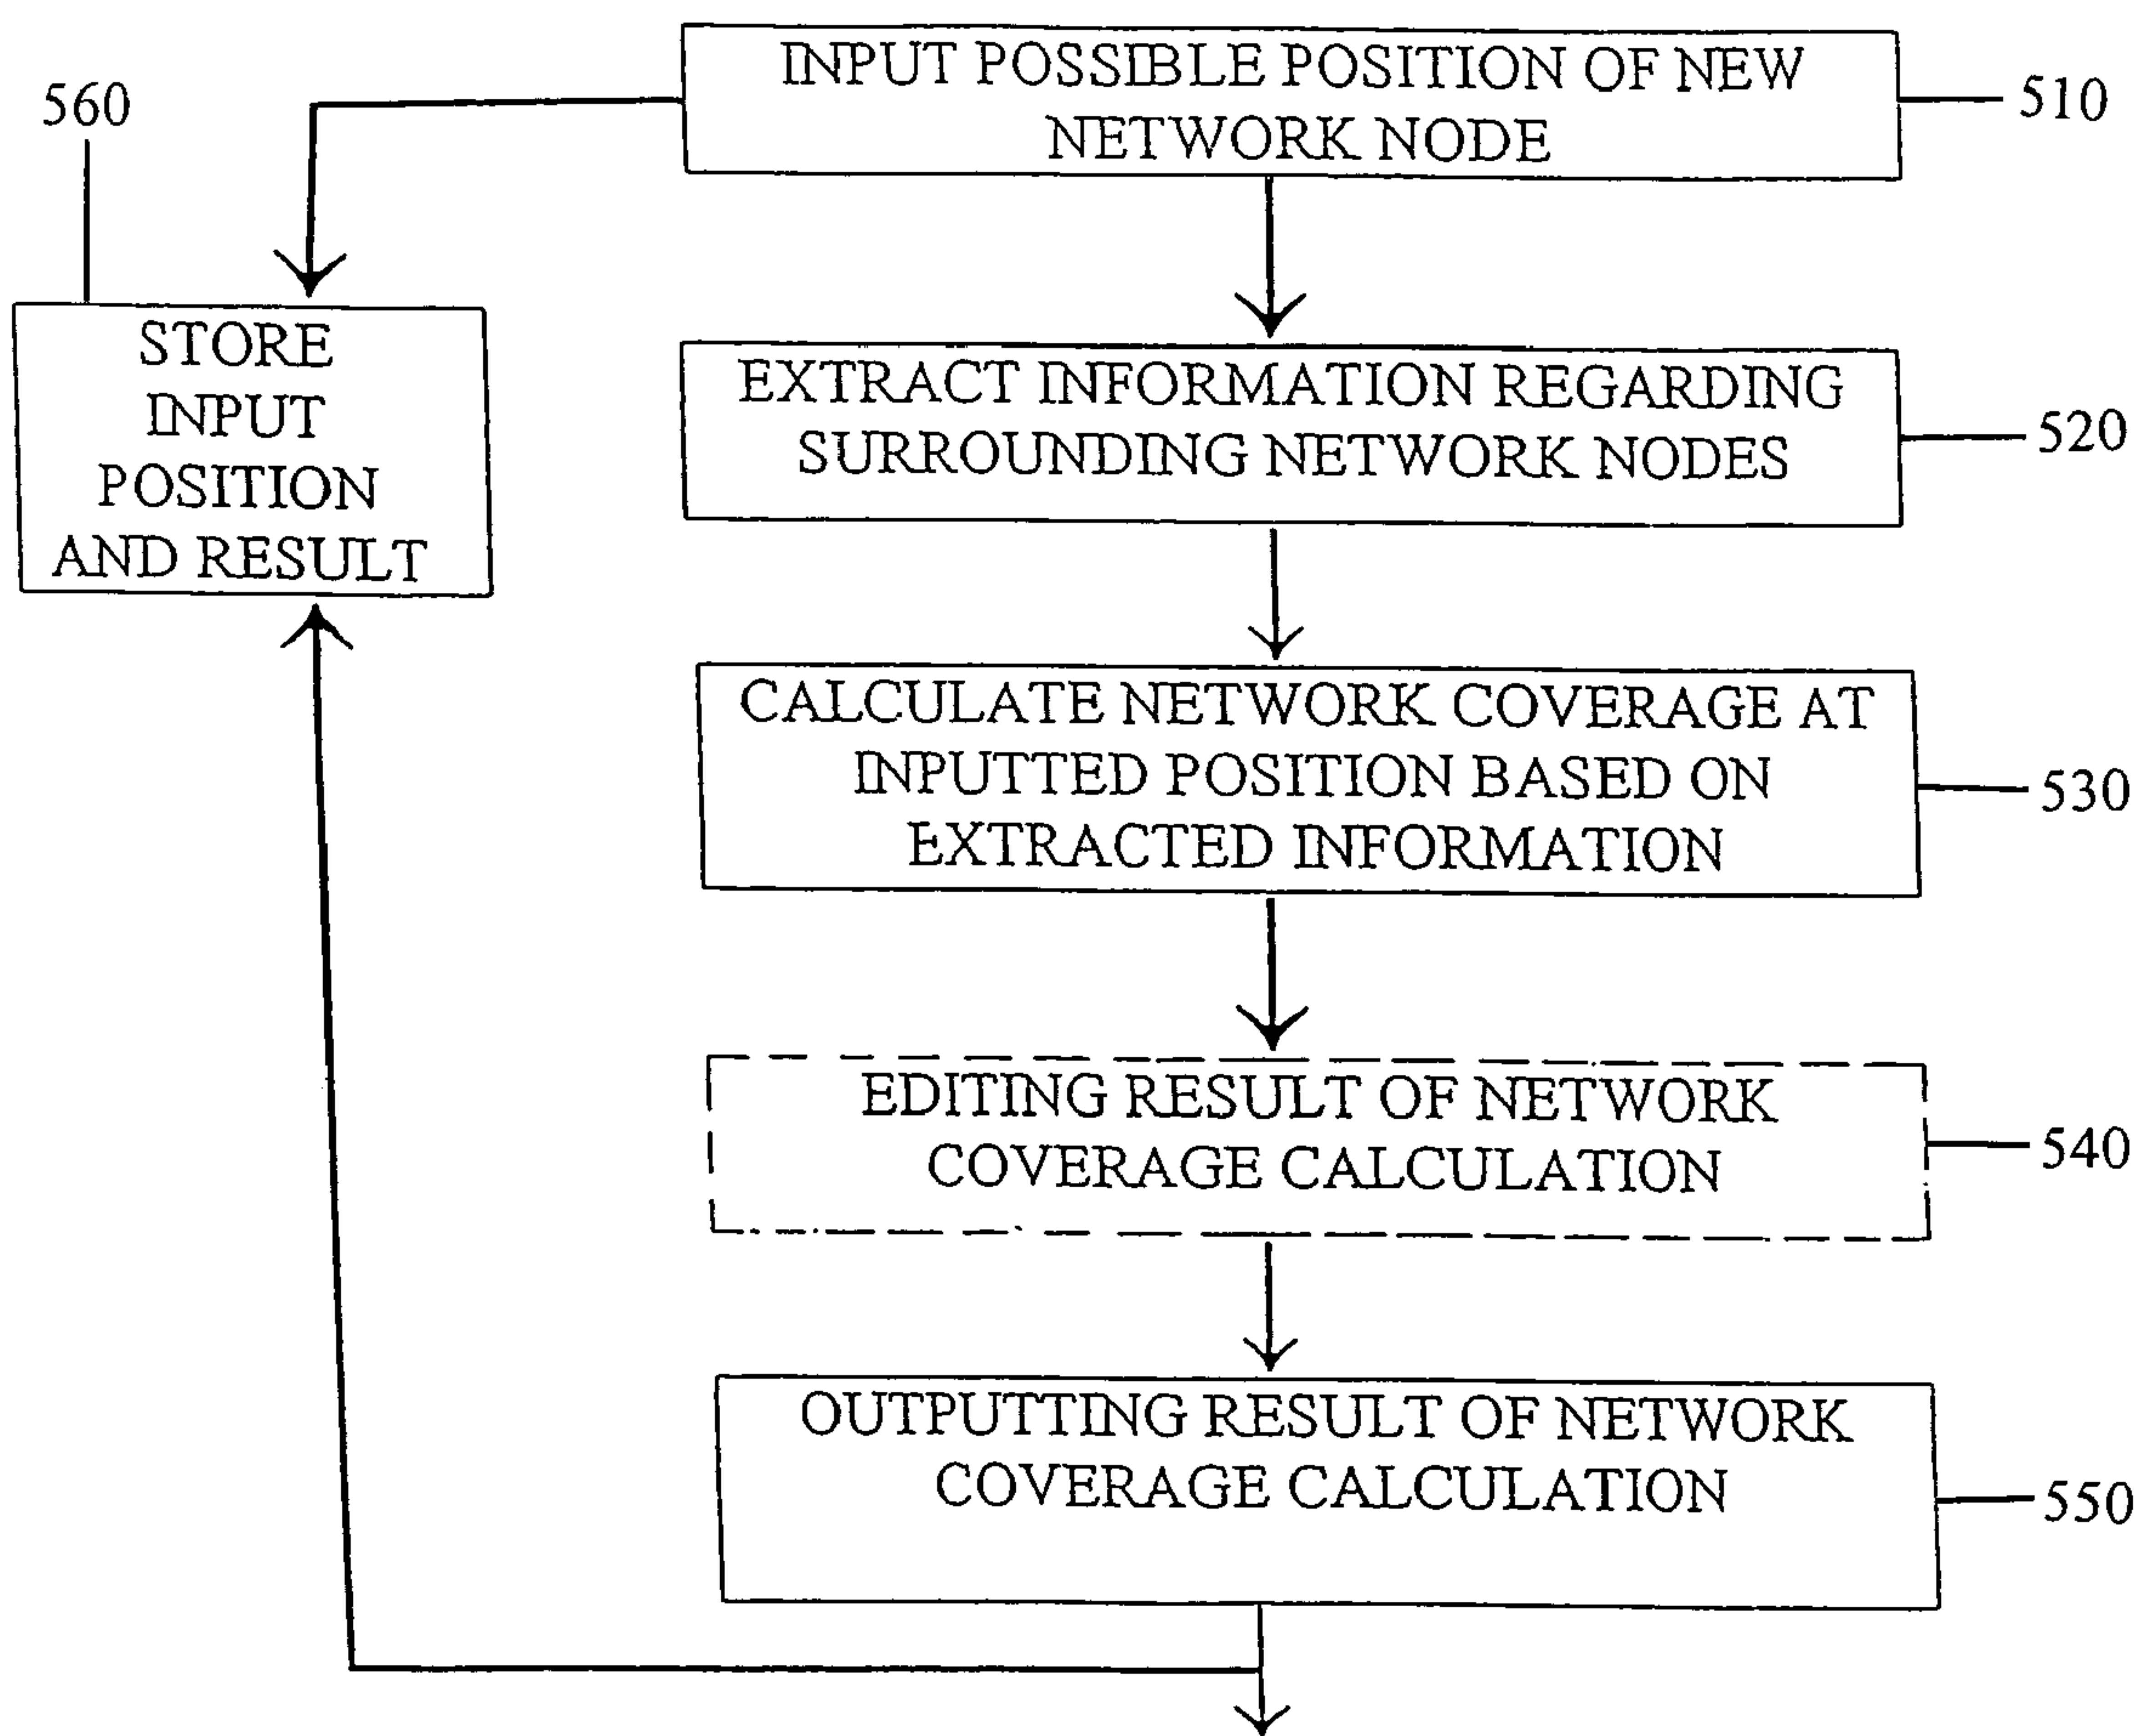 INPUT POSSIBLE POSITION OF NEW
NETWORK NODE
510
560
STORE
INPUT
POSITION
AND RESULT
EXTRACT INFORMATION REGARDING
SURROUNDING NETWORK NODES
520
CALCULATE NETWORK COVERAGE AT
INPUTTED POSITION BASED ON
EXTRACTED INFORMATION
530
EDITING RESULT OF NETWORK
COVERAGE CALCULATION
540
OUTPUTTING RESULT OF NETWORK
COVERAGE CALCULATION
550